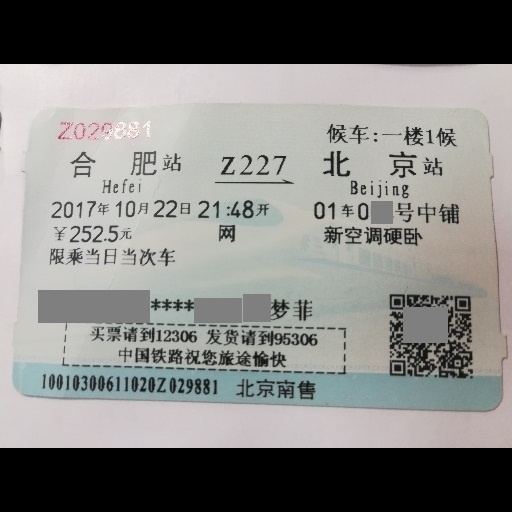 Z029881 候车:一楼1候
合 肥站 Z227 北 京站
Hefei Beijing
2017年10月22日21:48开 01车0 号中铺
￥252.5元 网 新空调硬卧
限乘当日当次车
**** 梦菲
买票请到12306 发货请到95306
中国铁路祝您旅途愉快
10010300611020Z029881 北京南售